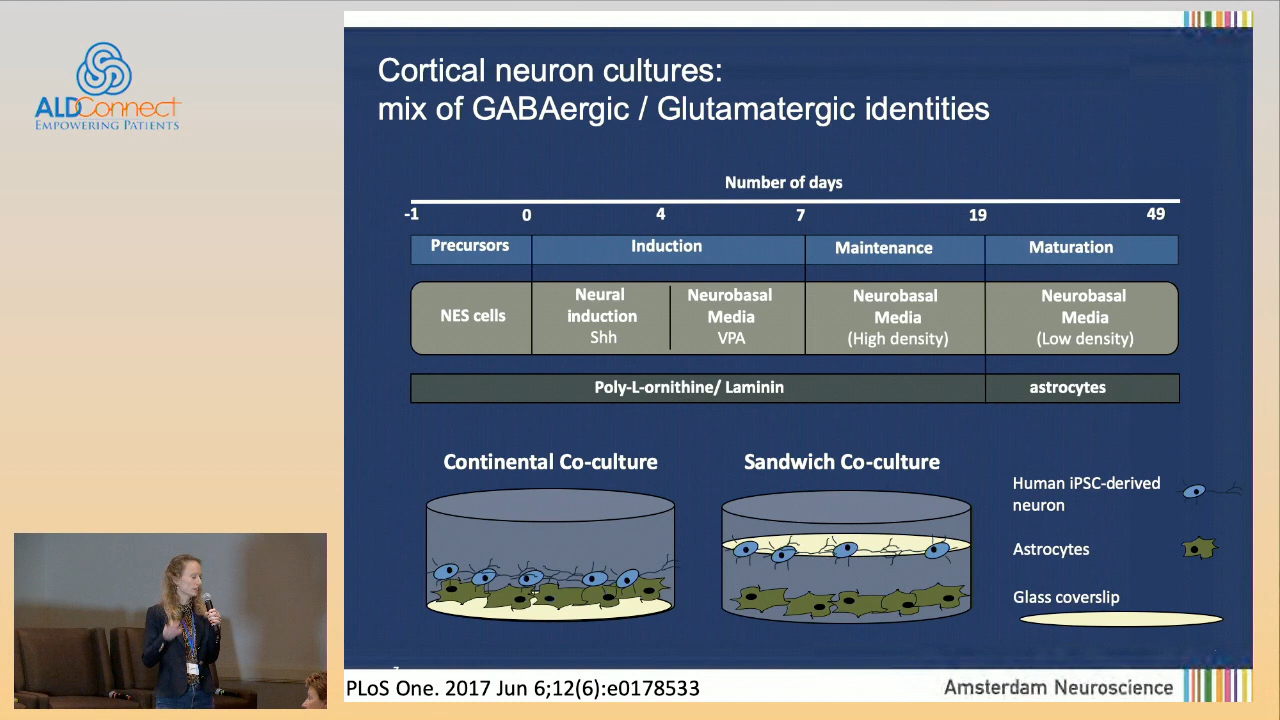 ALDConnect
EMPOWERING PATIENTS
Cortical neuron cultures:
mix of GABAergic / Glutamatergic identities
Number of days
-1 0 4 7 19 49
Precursors Induction Maintenance Maturation
NES cells
Neural
induction
Shh
Neurobasal
Media
VPA
Neurobasal
Media
(High density)
Neurobasal
Media
(Low density)
Poly-L-ornithine/ Laminin astrocytes
Continental Co-culture
Sandwich Co-culture
Human iPSC-derived
neuron
Astrocytes
Glass coverslip
PLoS One. 2017 Jun 6;12(6):e0178533
Amsterdam Neuroscience